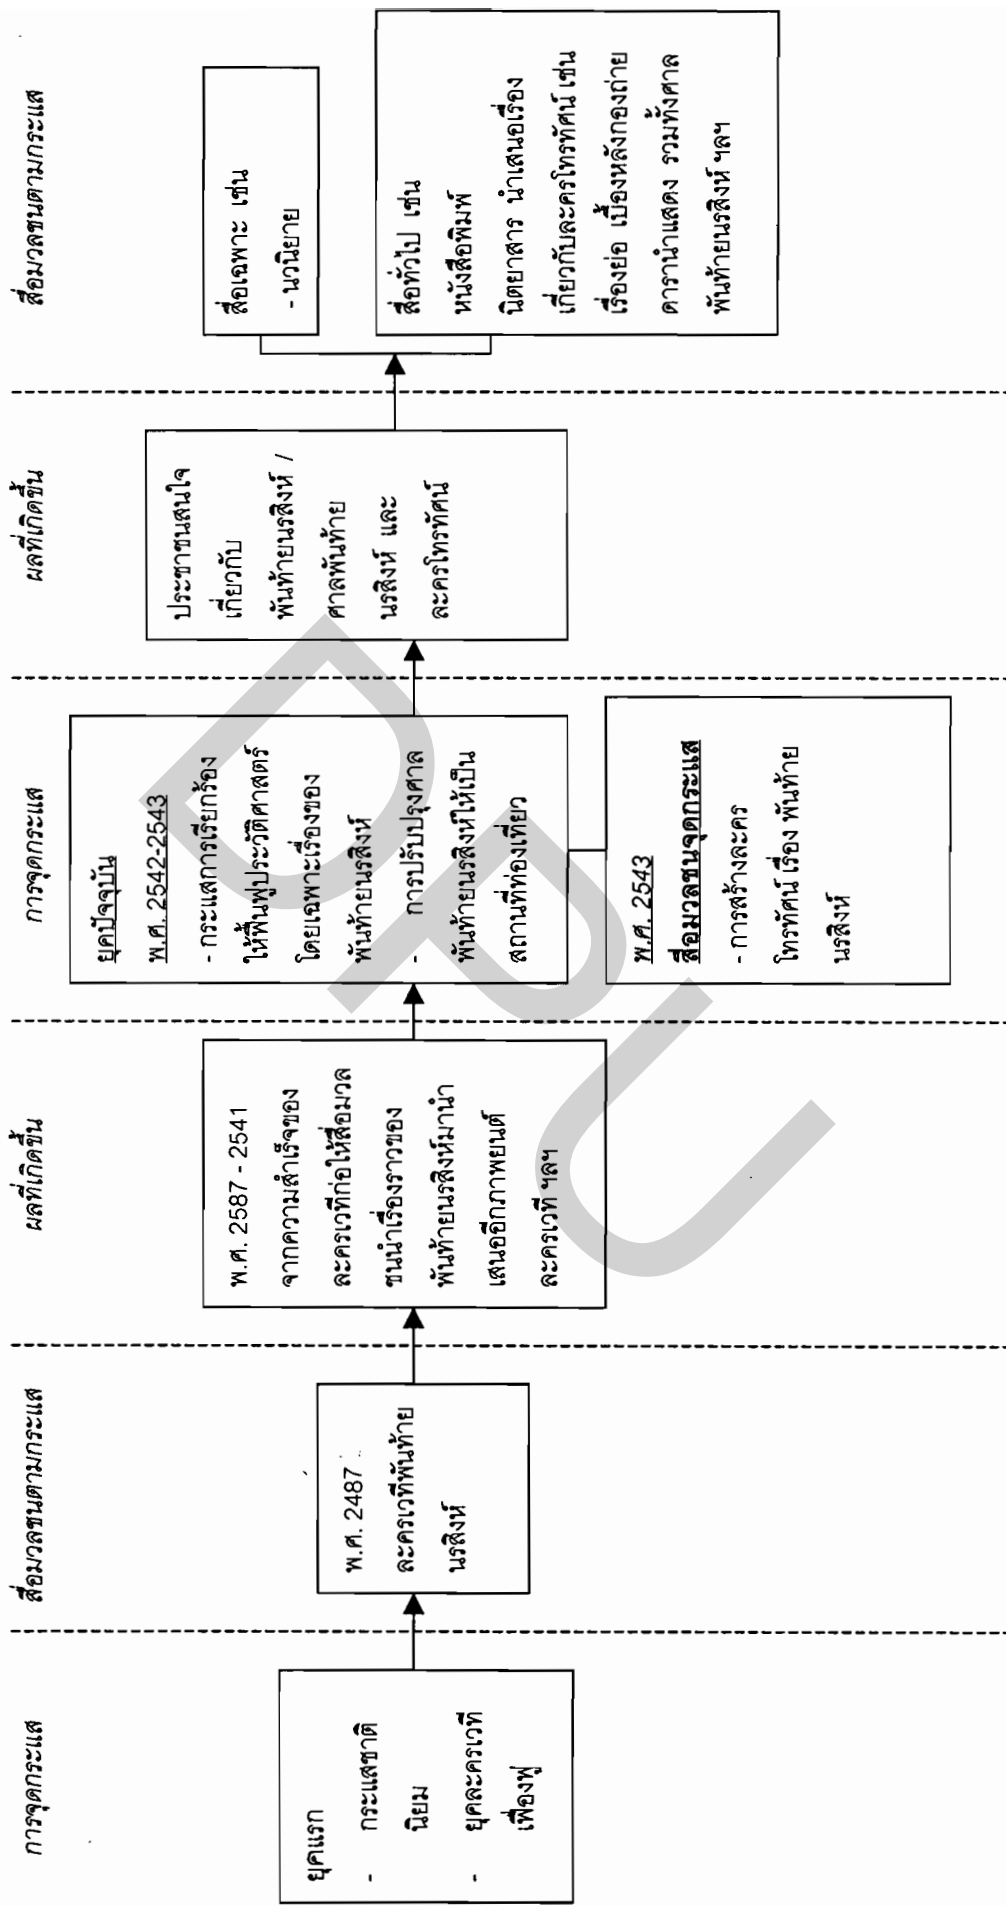 การจุดกระแส
สื่อมวลชนตามกระแส
ผลที่เกิดขึ้น
การจุดกระแส
ผลที่เกิดขึ้น
สื่อมวลชนตามกระแส
ยุคแรก
- กระแสชาติ
นิยม
- ยุคละครเวที
เฟื่องฟู
พ.ศ. 2487
ละครเวทีพันท้าย
นรสิงห์
พ.ศ. 2587 - 2541
จากความสำเร็จของ
ละครเวทีก่อให้สื่อมวล
ชนนำเรื่องราวของ
พันท้ายนรสิงห์มานำ
เสนออีกภาพยนต์
ละครเวที ฯลฯ
ยุคปัจจุบัน
พ.ศ. 2542-2543
- กระแสการเรียกร้อง
ให้ฟื้นฟูประวัติศาสตร์
โดยเฉพาะเรื่องของ
พันท้ายนรสิงห์
- การปรับปรุงศาล
พันท้ายนรสิงห์ให้เป็น
สถานที่ท่องเที่ยว
พ.ศ. 2543
สื่อมวลชนจุดกระแส
- การสร้างละคร
โทรทัศน์ เรื่อง พันท้าย
นรสิงห์
ประชาชนสนใจ
เกี่ยวกับ
พันท้ายนรสิงห์ /
ศาลพันท้าย
นรสิงห์ และ
ละครโทรทัศน์
สื่อเฉพาะ เช่น
- นวนิยาย
สื่อทั่วไป เช่น
หนังสือพิมพ์
นิตยาสาร นำเสนอเรื่อง
เกี่ยวกับละครโทรทัศน์ เช่น
เรื่องย่อ เบื้องหลังกองถ่าย
ดารานำแสดง รวมทั้งศาล
พันท้ายนรสิงห์ ฯลฯ
DPU